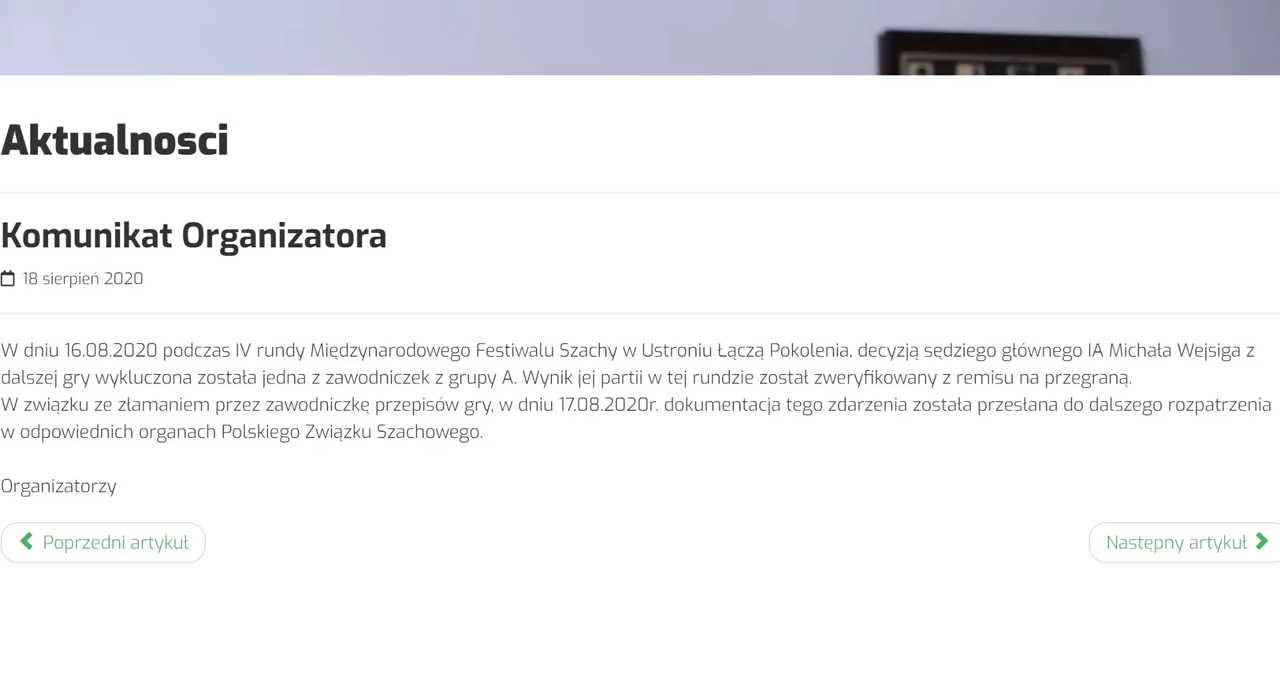 Aktualnosci
Komunikat Organizatora
18 sierpień 2020
W dniu 16.08.2020 podczas IV rundy Międzynarodowego Festiwalu Szachy w Ustroniu Łączą Pokolenia, decyzją sędziego głównego IA Michała Wejsiga z
dalszej gry wykluczona została jedna z zawodniczek z grupy A. Wynik jej partii w tej rundzie został zweryfikowany z remisu na przegraną.
W związku ze złamaniem przez zawodniczkę przepisów gry, w dniu 17.08.2020r. dokumentacja tego zdarzenia została przesłana do dalszego rozpatrzenia
w odpowiednich organach Polskiego Związku Szachowego.
Organizatorzy
Poprzedni artykuł
Następny artykuł